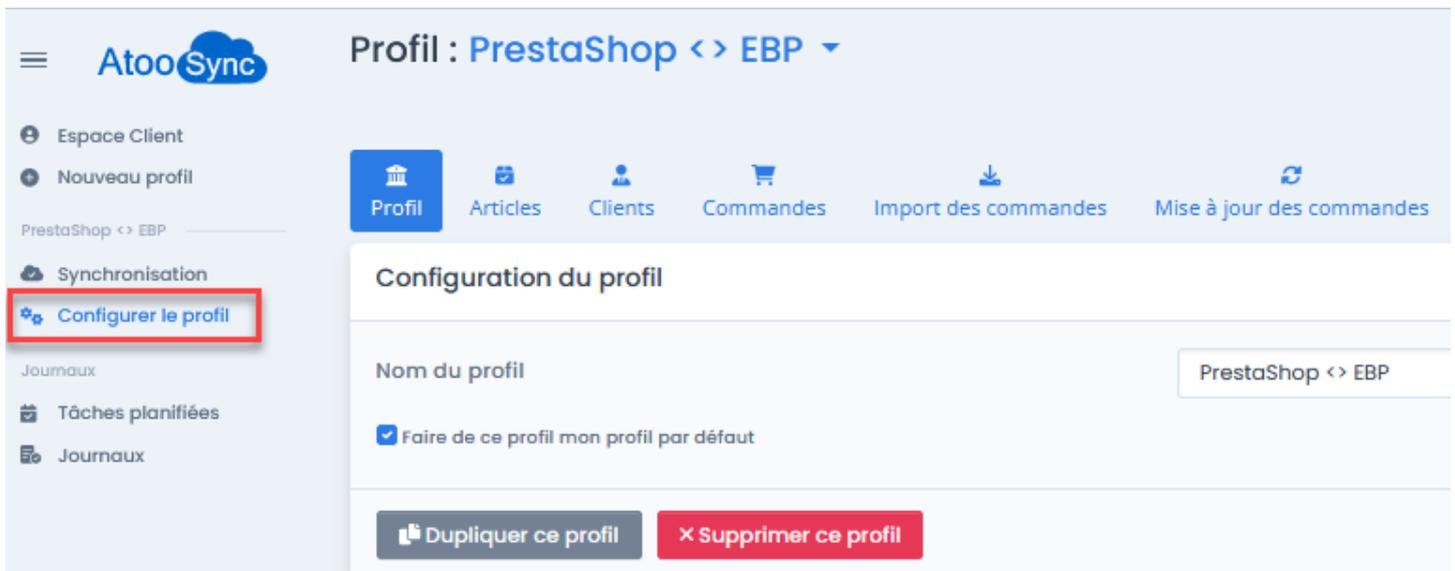 AtooSync
Profil : PrestaShop <> EBP
Espace Client
Nouveau profil
PrestaShop <> EBP
Synchronisation
Configurer le profil
Journaux
Tâches planifiées
Journaux
Profil
Articles
Clients
Commandes
Import des commandes
Mise à jour des commandes
Configuration du profil
Nom du profil
PrestaShop <> EBP
Faire de ce profil mon profil par défaut
Dupliquer ce profil
Supprimer ce profil